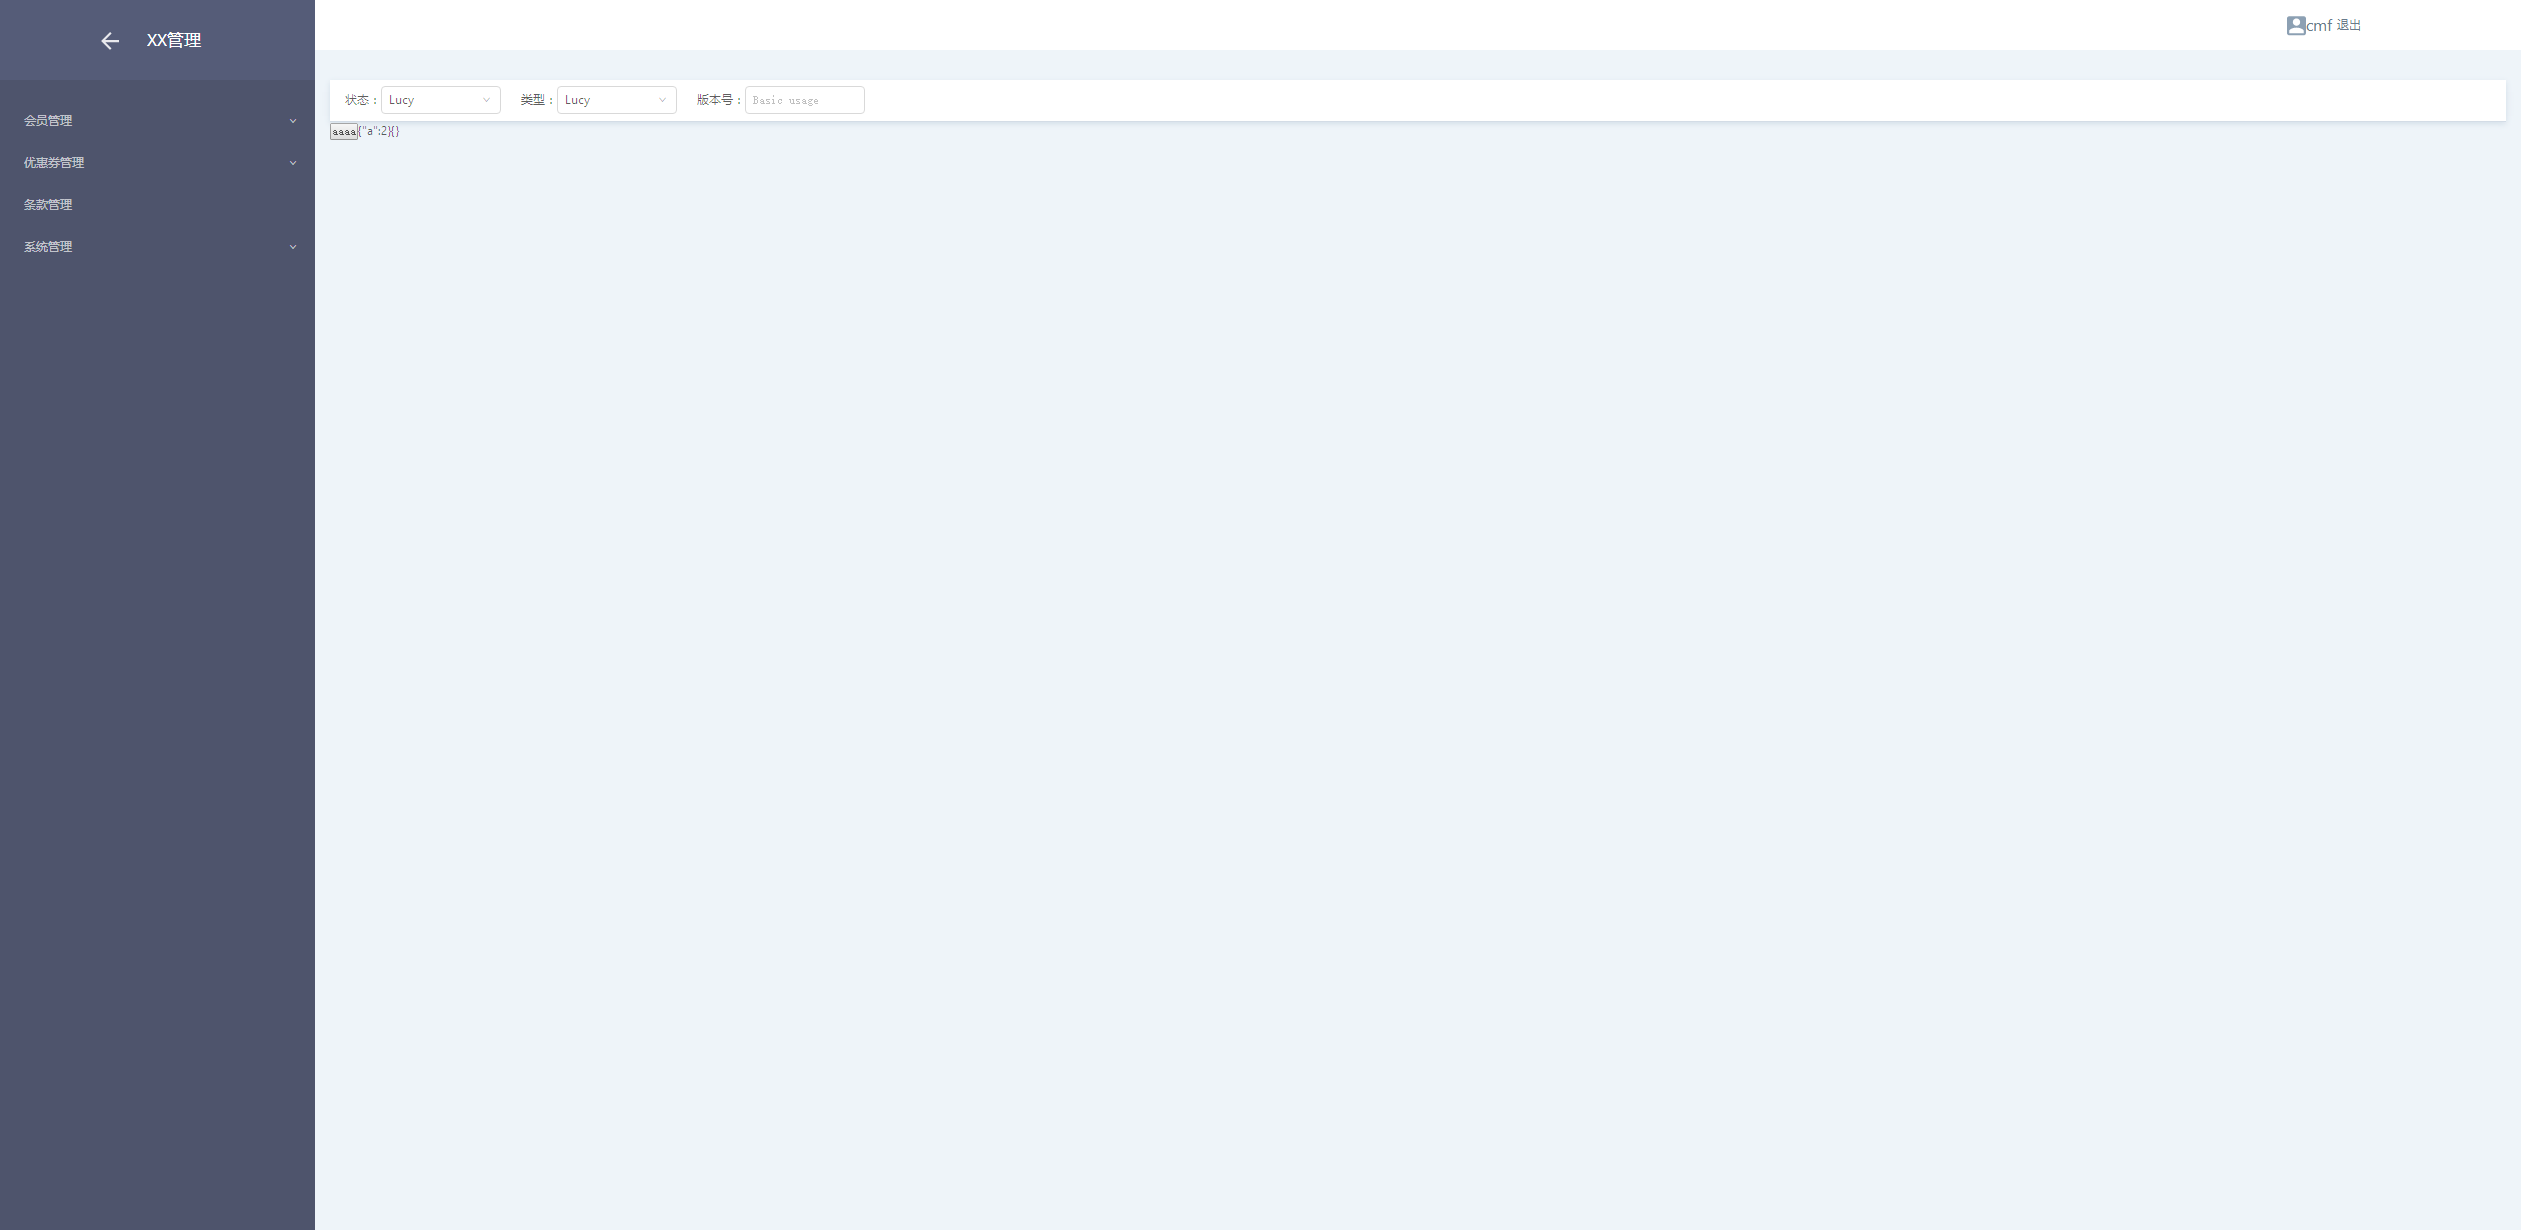 XX管理
cmf 退出
会员管理
优惠券管理
条款管理
系统管理
状态： Lucy 类型： Lucy 版本号： Basic usage
aaaa{"a":2}{}